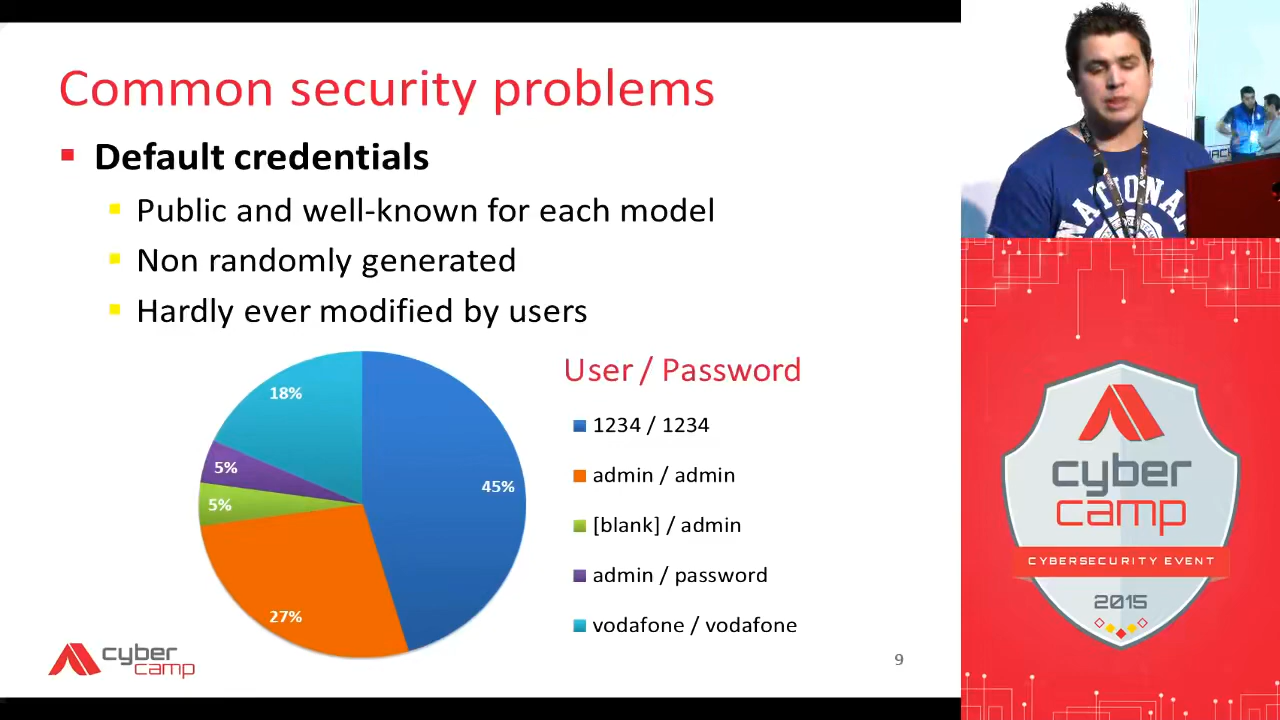 Common security problems
Default credentials
Public and well-known for each model
Non randomly generated
Hardly ever modified by users
User / Password
1234 / 1234
admin / admin
[blank] / admin
admin / password
vodafone / vodafone
18%
5%
5%
45%
27%
cyber
camp
9
NATIONAL
cyber
camp
CYBERSECURITY EVENT
2015